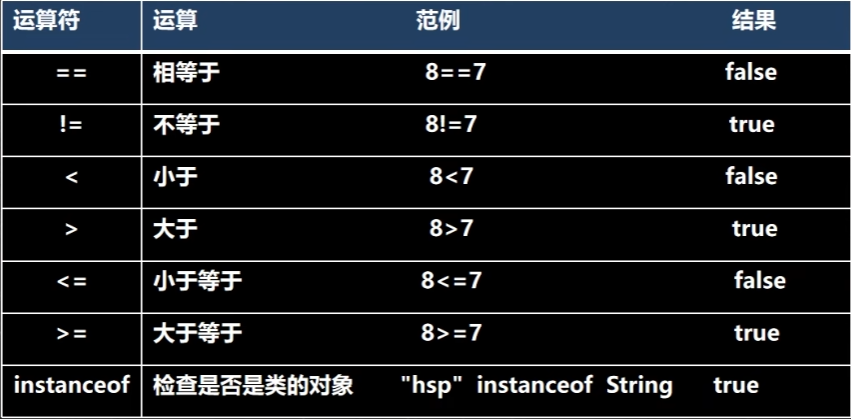 运算符 运算 范例 结果
== 相等于 8==7 false
!= 不等于 8!=7 true
< 小于 8<7 false
> 大于 8>7 true
<= 小于等于 8<=7 false
>= 大于等于 8>=7 true
instanceof 检查是否是类的对象 "hsp" instanceof String true